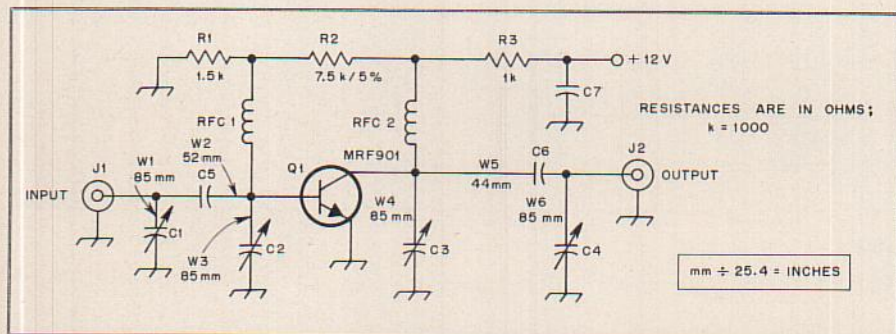 R1
1.5 k
R2
7.5 k / 5%
R3
1k
+ 12 V
C7
RESISTANCES ARE IN OHMS;
k = 1000
RFC 1
RFC 2
W2
52 mm
W1
85 mm
J1
INPUT
C5
C1
W3
85 mm
C2
Q1
MRF901
W4
85 mm
C3
W5
44 mm
C6
W6
85 mm
C4
J2
OUTPUT
mm ÷ 25.4 = INCHES